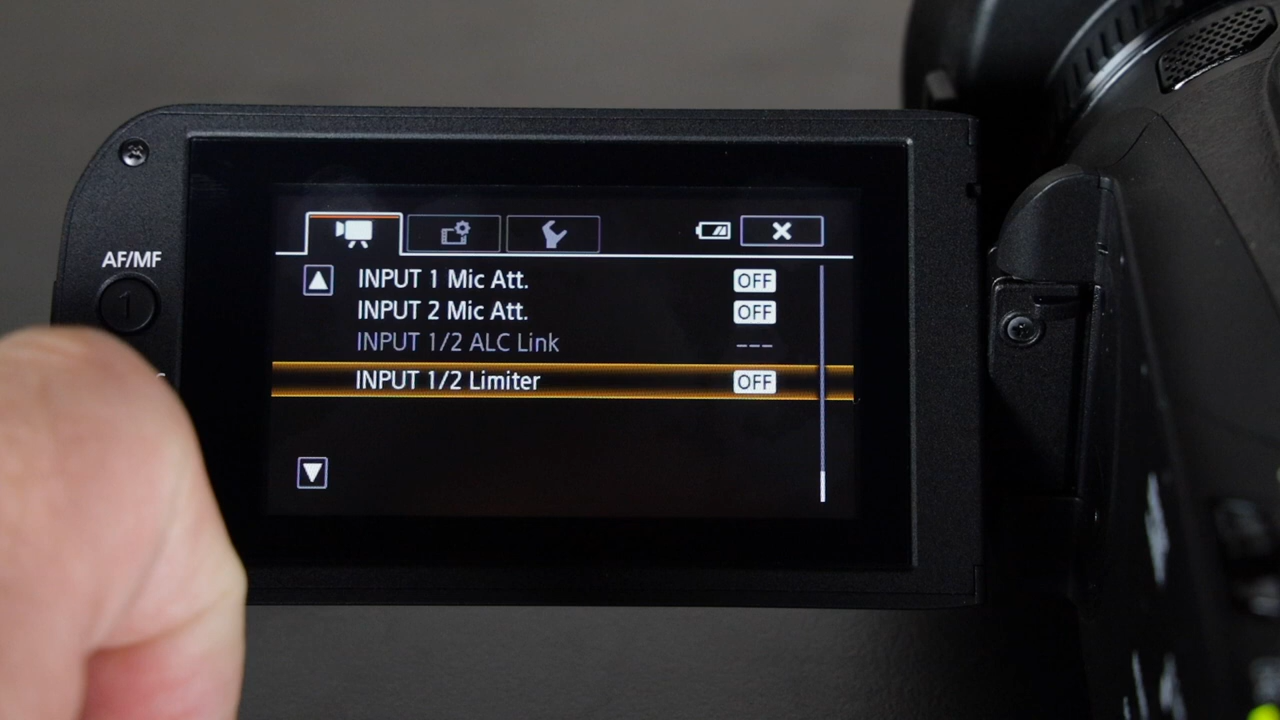 AF/MF
1
INPUT 1 Mic Att. OFF
INPUT 2 Mic Att. OFF
INPUT 1/2 ALC Link ---
INPUT 1/2 Limiter OFF